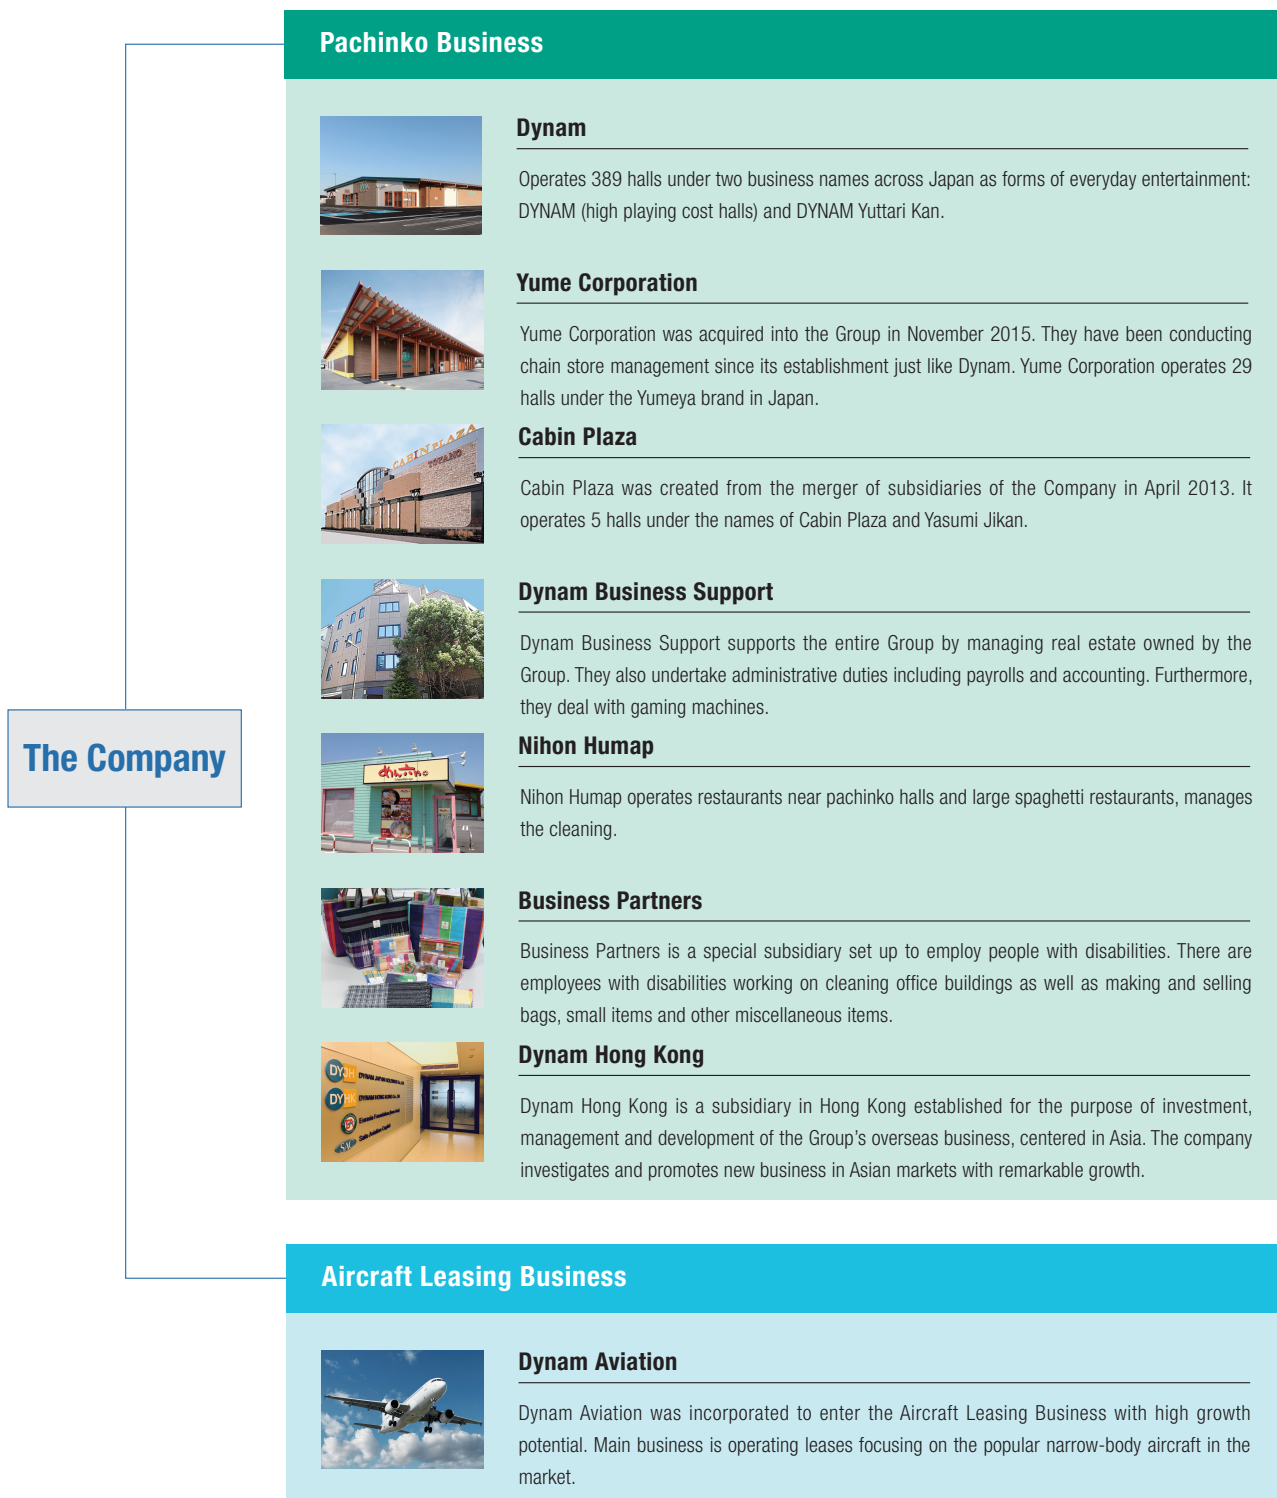 Pachinko Business
Dynam
Operates 389 halls under two business names across Japan as forms of everyday entertainment:
DYNAM (high playing cost halls) and DYNAM Yuttari Kan.
Yume Corporation
Yume Corporation was acquired into the Group in November 2015. They have been conducting
chain store management since its establishment just like Dynam. Yume Corporation operates 29
halls under the Yumeya brand in Japan.
CABIN PLAZA
TOYANO
Cabin Plaza
Cabin Plaza was created from the merger of subsidiaries of the Company in April 2013. It
operates 5 halls under the names of Cabin Plaza and Yasumi Jikan.
Dynam Business Support
Dynam Business Support supports the entire Group by managing real estate owned by the
Group. They also undertake administrative duties including payrolls and accounting. Furthermore,
they deal with gaming machines.
The Company
Nihon Humap
Nihon Humap operates restaurants near pachinko halls and large spaghetti restaurants, manages
the cleaning.
Business Partners
Business Partners is a special subsidiary set up to employ people with disabilities. There are
employees with disabilities working on cleaning office buildings as well as making and selling
bags, small items and other miscellaneous items.
DYJH DYNAM JAPAN HOLDINGS Co., Ltd.
DYHK DYNAM HONG KONG Co., Ltd.
Dynam Hong Kong
Dynam Hong Kong is a subsidiary in Hong Kong established for the purpose of investment,
management and development of the Group's overseas business, centered in Asia. The company
investigates and promotes new business in Asian markets with remarkable growth.
Aircraft Leasing Business
Dynam Aviation
Dynam Aviation was incorporated to enter the Aircraft Leasing Business with high growth
potential. Main business is operating leases focusing on the popular narrow-body aircraft in the
market.